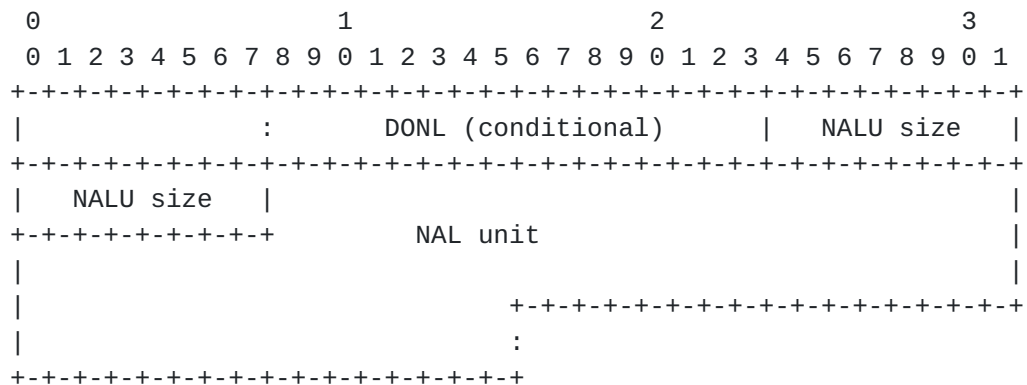 0                   1                   2                   3
 0 1 2 3 4 5 6 7 8 9 0 1 2 3 4 5 6 7 8 9 0 1 2 3 4 5 6 7 8 9 0 1
+-+-+-+-+-+-+-+-+-+-+-+-+-+-+-+-+-+-+-+-+-+-+-+-+-+-+-+-+-+-+-+-+
|               :       DONL (conditional)      |   NALU size   |
+-+-+-+-+-+-+-+-+-+-+-+-+-+-+-+-+-+-+-+-+-+-+-+-+-+-+-+-+-+-+-+-+
|   NALU size   |                                               |
+-+-+-+-+-+-+-+-+         NAL unit                              |
|                                                               |
|                               +-+-+-+-+-+-+-+-+-+-+-+-+-+-+-+-+
|                               :
+-+-+-+-+-+-+-+-+-+-+-+-+-+-+-+-+